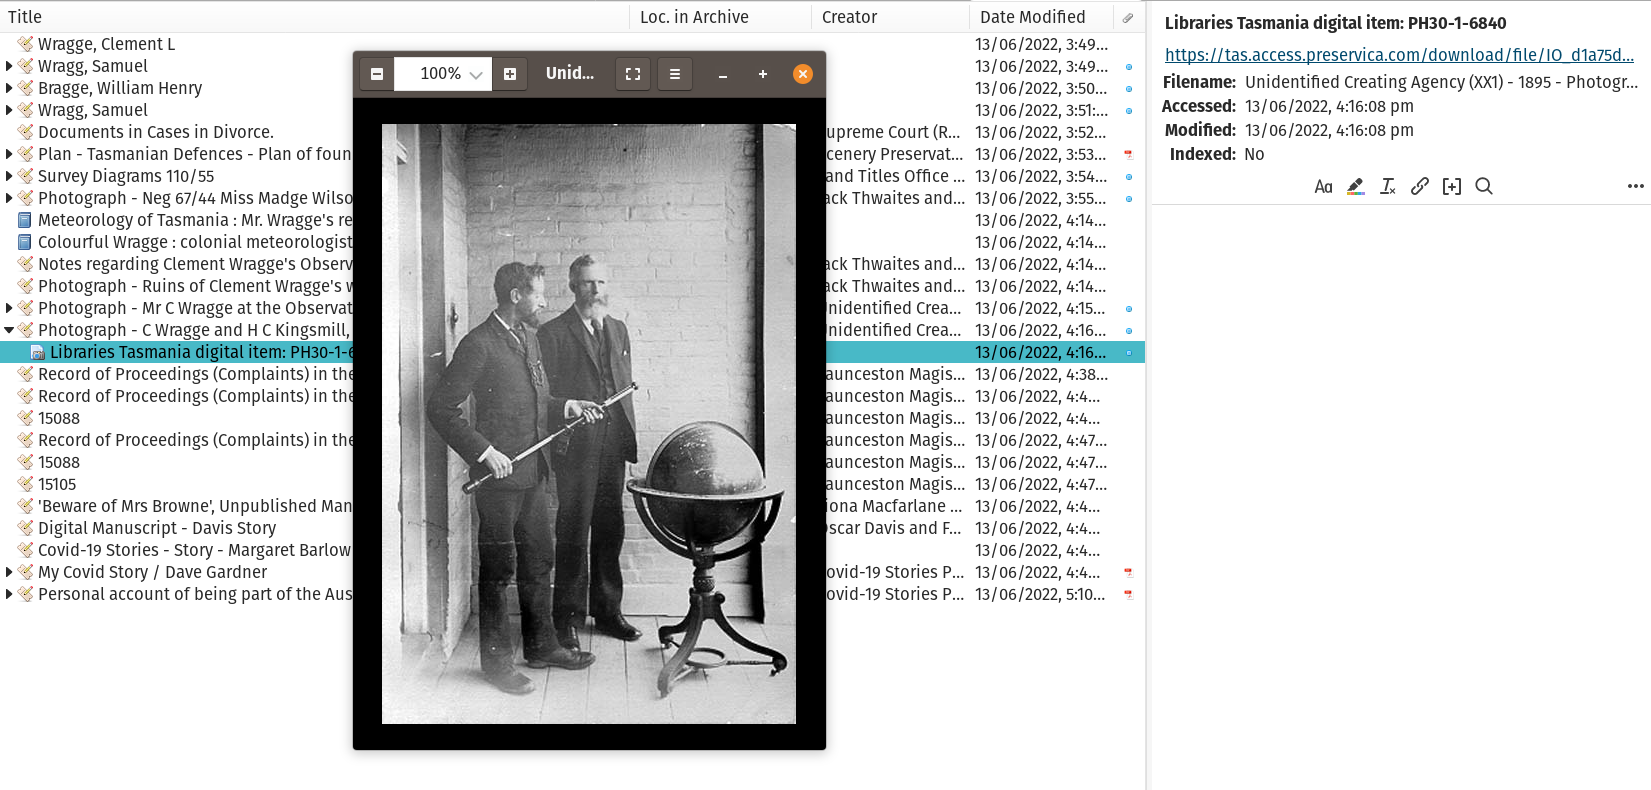 Title Loc. in Archive Creator Date Modified
Wragge, Clement L 13/06/2022, 3:49...
Wragg, Samuel 13/06/2022, 3:49...
Bragge, William Henry 13/06/2022, 3:50...
Wragg, Samuel 13/06/2022, 3:51:...
Documents in Cases in Divorce. upreme Court (R... 13/06/2022, 3:52...
Plan - Tasmanian Defences - Plan of foun cenery Preservat... 13/06/2022, 3:53...
Survey Diagrams 110/55 and Titles Office ... 13/06/2022, 3:54...
Photograph - Neg 67/44 Miss Madge Wilso ack Thwaites and... 13/06/2022, 3:55...
Meteorology of Tasmania : Mr. Wragge's re 13/06/2022, 4:14...
Colourful Wragge : colonial meteorologist 13/06/2022, 4:14...
Notes regarding Clement Wragge's Observ ack Thwaites and... 13/06/2022, 4:14...
Photograph - Ruins of Clement Wragge's w ack Thwaites and... 13/06/2022, 4:14...
Photograph - Mr C Wragge at the Observat nidentified Crea... 13/06/2022, 4:15...
Photograph - C Wragge and H C Kingsmill, nidentified Crea... 13/06/2022, 4:16...
Libraries Tasmania digital item: PH30-1-6 13/06/2022, 4:16...
Record of Proceedings (Complaints) in the aunceston Magis... 13/06/2022, 4:38...
Record of Proceedings (Complaints) in the aunceston Magis... 13/06/2022, 4:4...
15088 aunceston Magis... 13/06/2022, 4:4...
Record of Proceedings (Complaints) in the aunceston Magis... 13/06/2022, 4:47...
15088 aunceston Magis... 13/06/2022, 4:47...
15105 aunceston Magis... 13/06/2022, 4:47...
'Beware of Mrs Browne', Unpublished Man iona Macfarlane ... 13/06/2022, 4:4...
Digital Manuscript - Davis Story scar Davis and F... 13/06/2022, 4:4...
Covid-19 Stories - Story - Margaret Barlow 13/06/2022, 4:4...
My Covid Story / Dave Gardner ovid-19 Stories P... 13/06/2022, 4:4...
Personal account of being part of the Aus ovid-19 Stories P... 13/06/2022, 5:10...
100% Unid...
Libraries Tasmania digital item: PH30-1-6840
https://tas.access.preservica.com/download/file/IO_d1a75d...
Filename: Unidentified Creating Agency (XX1) - 1895 - Photogr...
Accessed: 13/06/2022, 4:16:08 pm
Modified: 13/06/2022, 4:16:08 pm
Indexed: No
Aa